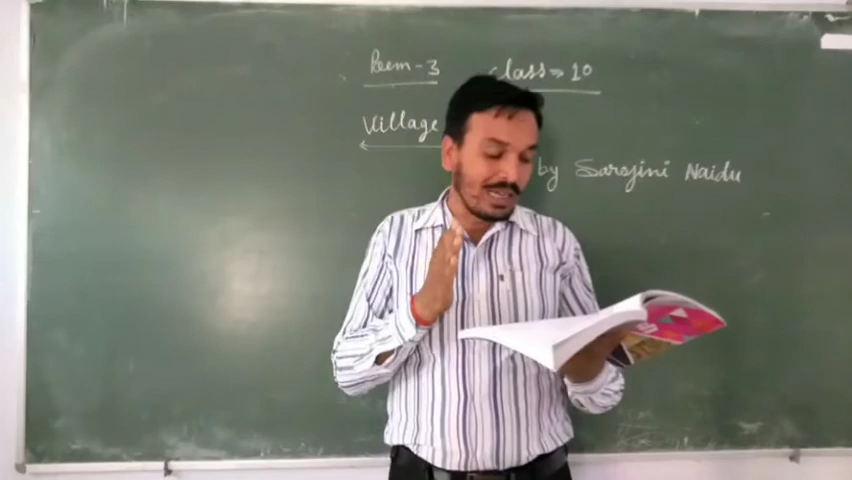 Poem - 3 class ⇒ 10
Village
by Sarojini Naidu